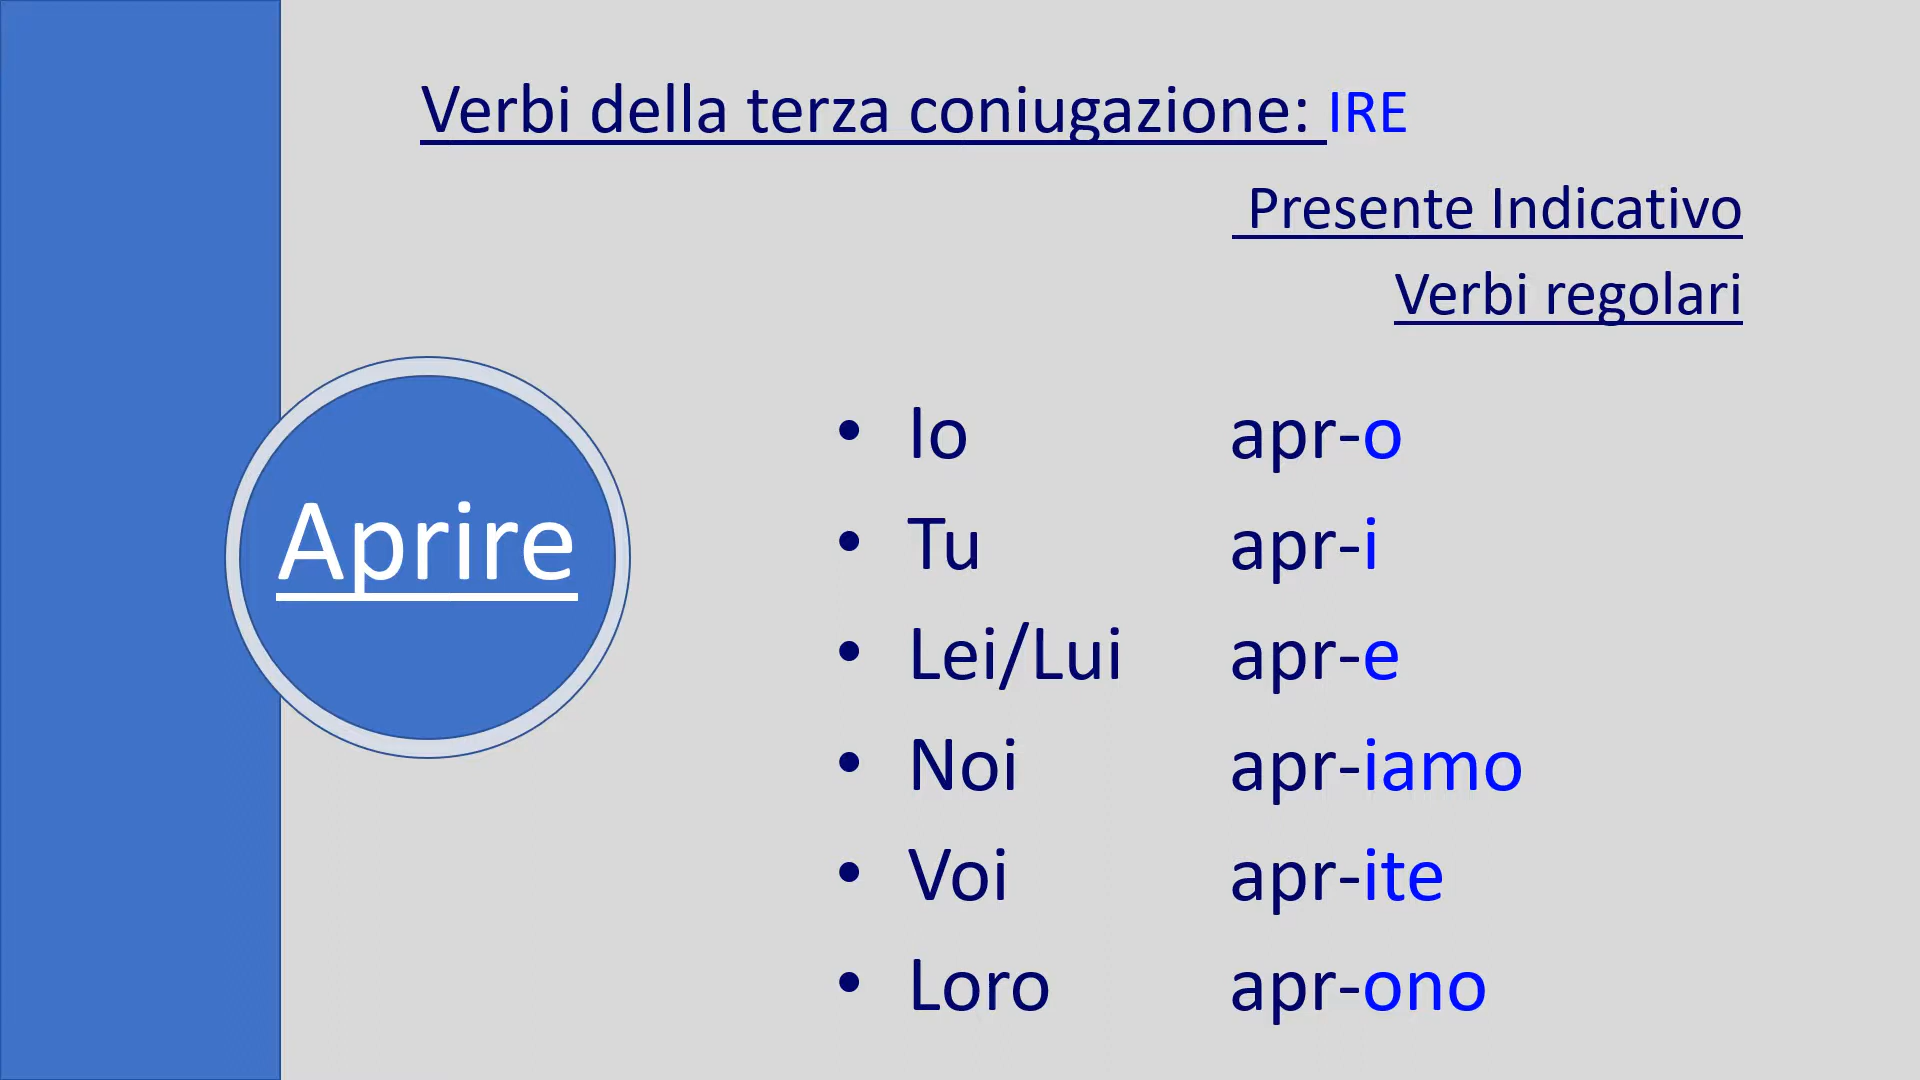 Verbi della terza coniugazione: IRE
Presente Indicativo
Verbi regolari
Aprire
• Io apr-o
• Tu apr-i
• Lei/Lui apr-e
• Noi apr-iamo
• Voi apr-ite
• Loro apr-ono